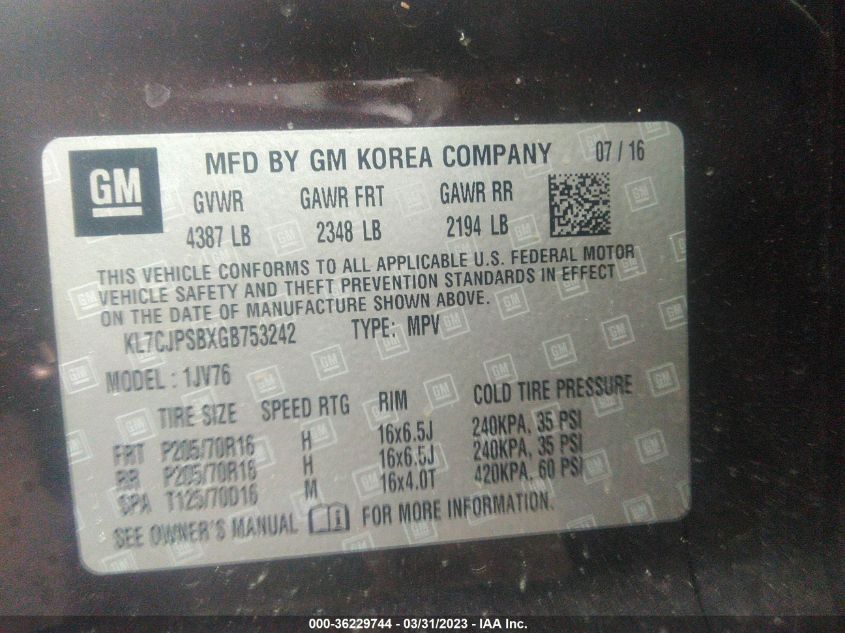 GM
MFD BY GM KOREA COMPANY 07 / 16
GVWR GAWR FRT GAWR RR
4387 LB 2348 LB 2194 LB
THIS VEHICLE CONFORMS TO ALL APPLICABLE U.S. FEDERAL MOTOR
VEHICLE SAFETY AND THEFT PREVENTION STANDARDS IN EFFECT
ON THE DATE OF MANUFACTURE SHOWN ABOVE.
KL7CJPSBXGB753242 TYPE: MPV
MODEL : 1JV76
TIRE SIZE SPEED RTG RIM COLD TIRE PRESSURE
FRT P205/70R16 H 16x6.5J 240KPA, 35 PSI
RR P205/70R16 H 16x6.5J 240KPA, 35 PSI
SPA T125/70D16 M 16x4.0T 420KPA, 60 PSI
SEE OWNER'S MANUAL FOR MORE INFORMATION.
000-36229744 - 03/31/2023 - IAA Inc.